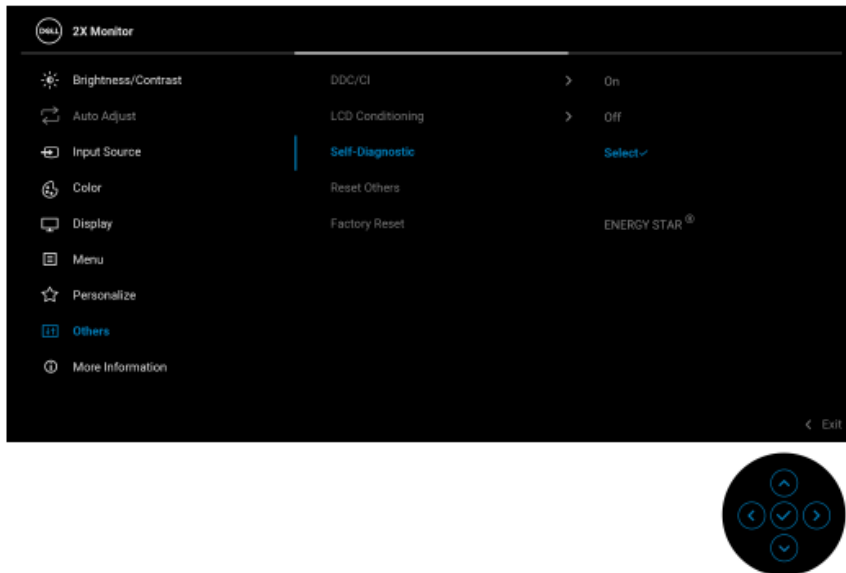 DELL 2X Monitor
Brightness/Contrast
DDC/CI
On
Auto Adjust
LCD Conditioning
Off
Input Source
Self-Diagnostic
Select
Color
Reset Others
Display
Factory Reset
ENERGY STAR ®
Menu
Personalize
Others
More Information
Exit